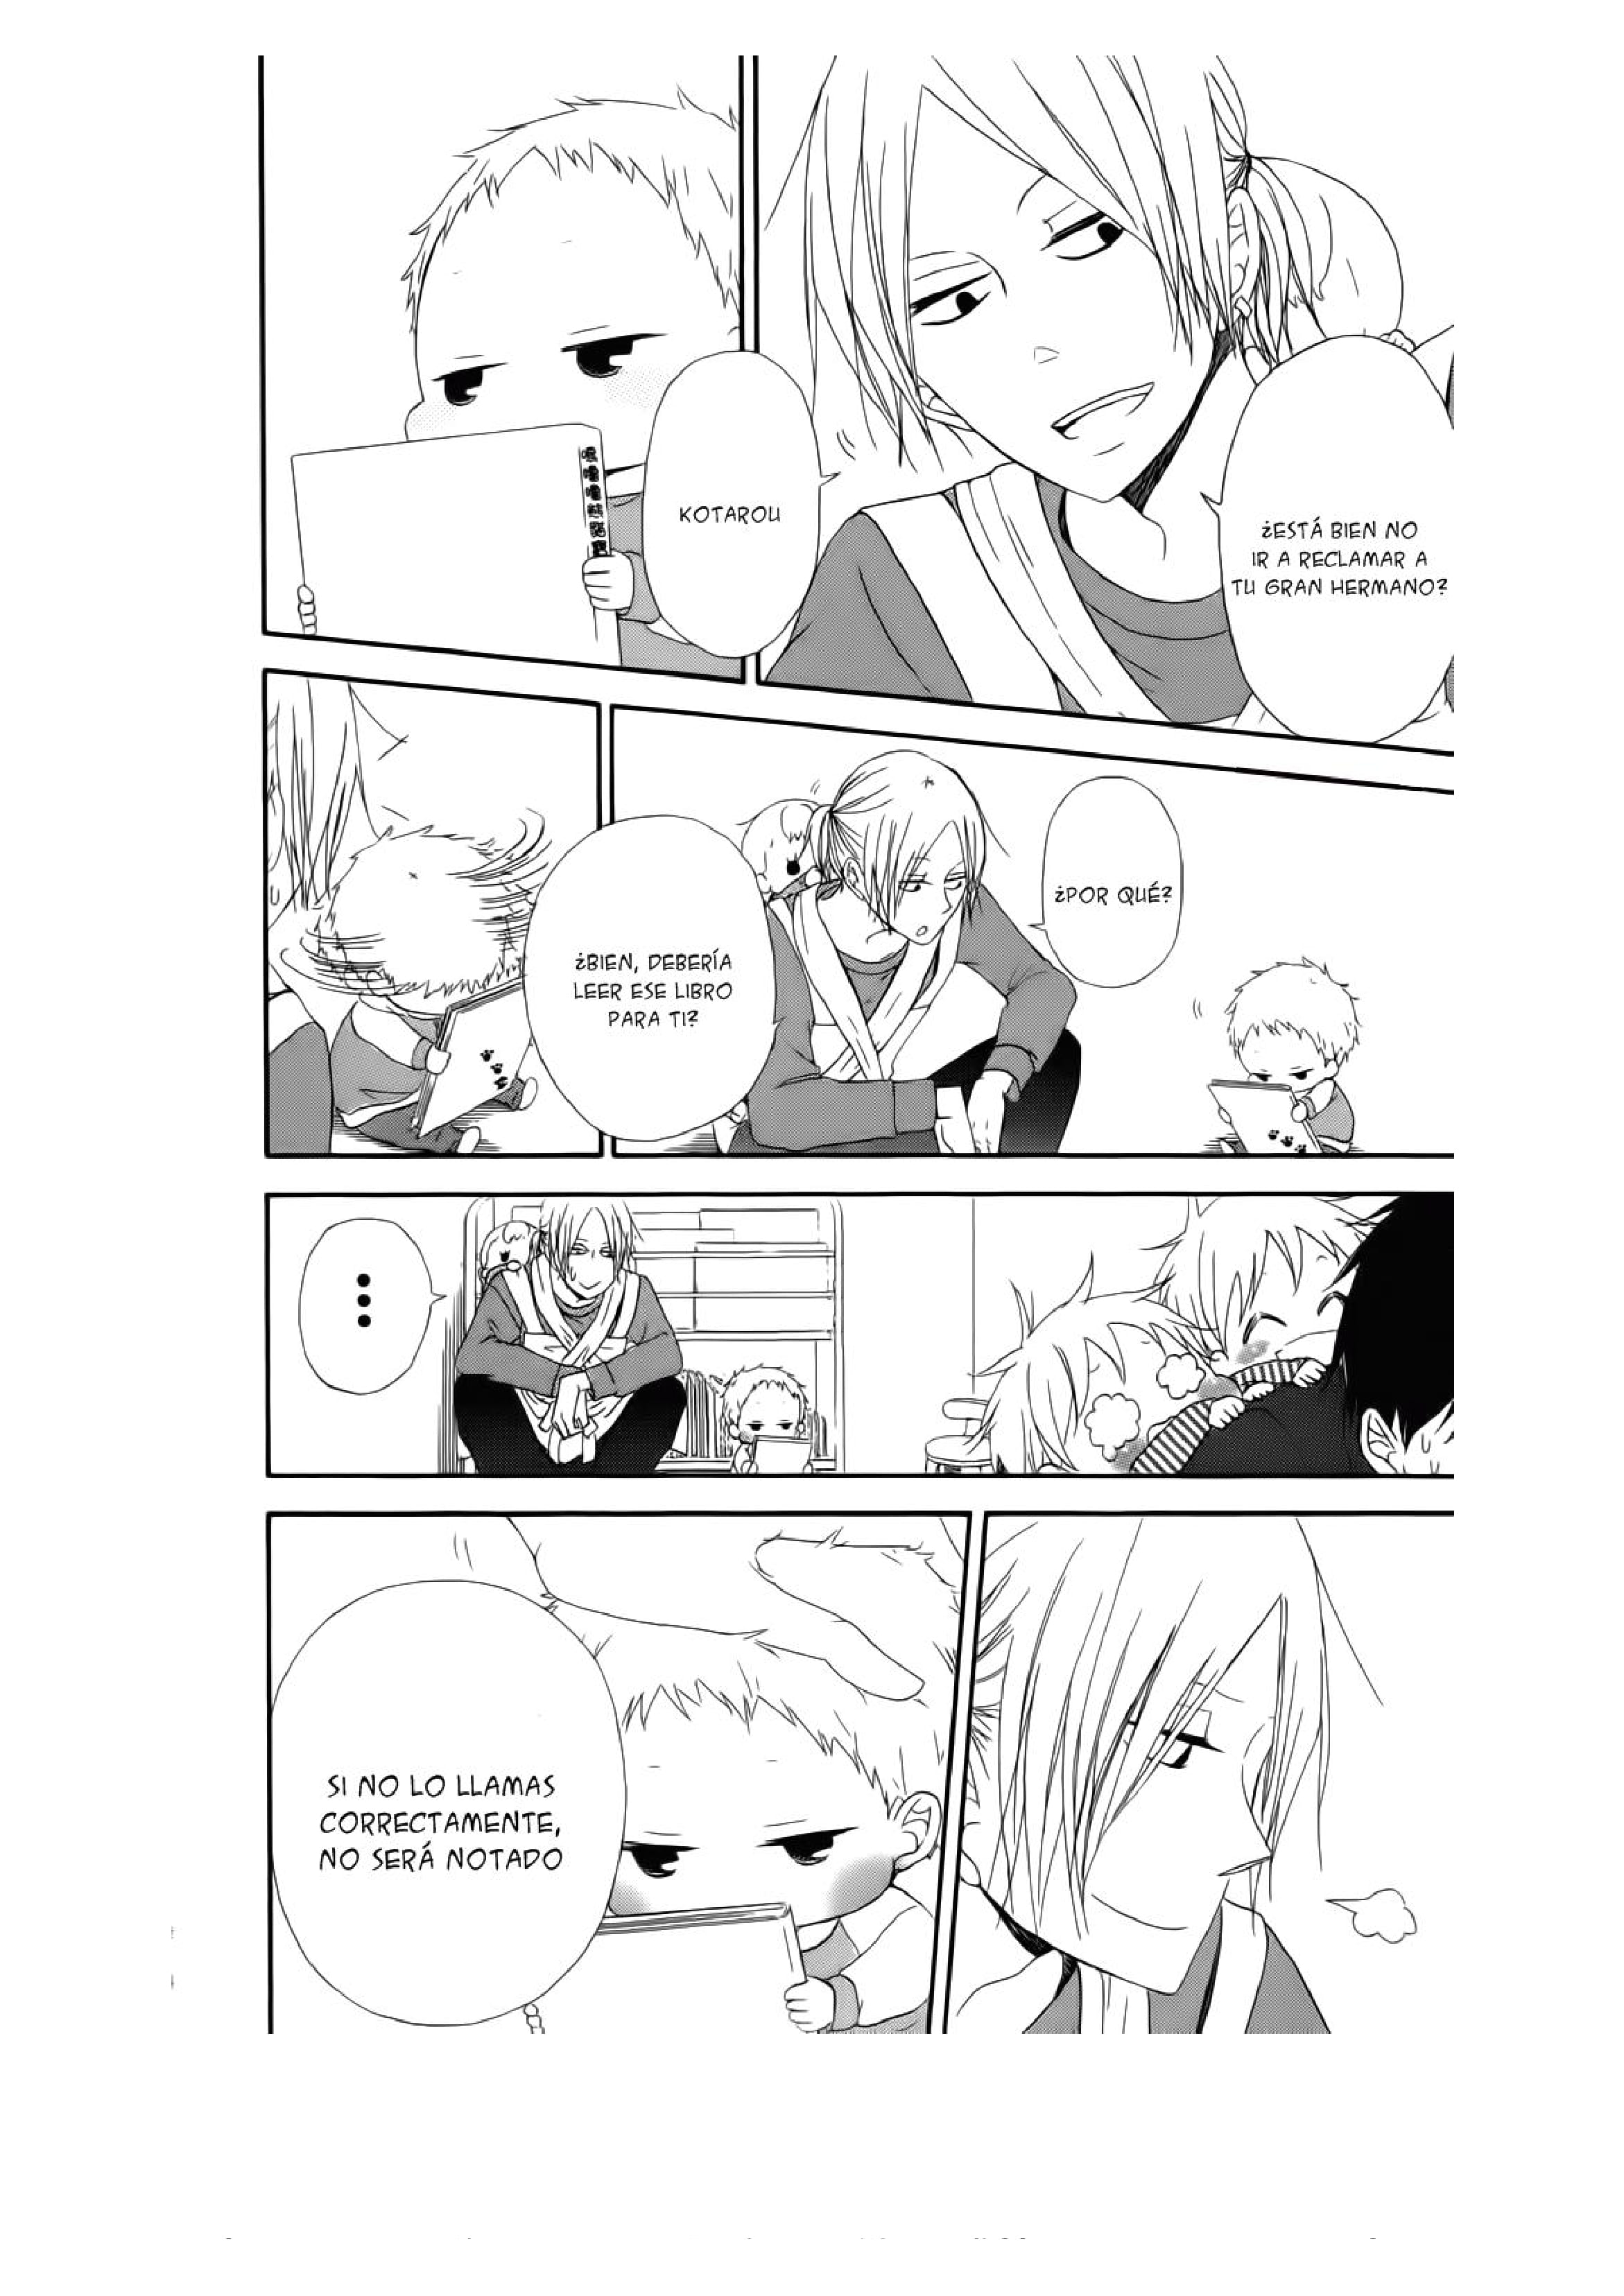 ¿ESTÁ BIEN NO
IR A RECLAMAR A
TU GRAN HERMANO?
KOTAROU
¿POR QUÉ?
¿BIEN, DEBERÍA
LEER ESE LIBRO
PARA TI?
SI NO LO LLAMAS
CORRECTAMENTE,
NO SERÁ NOTADO